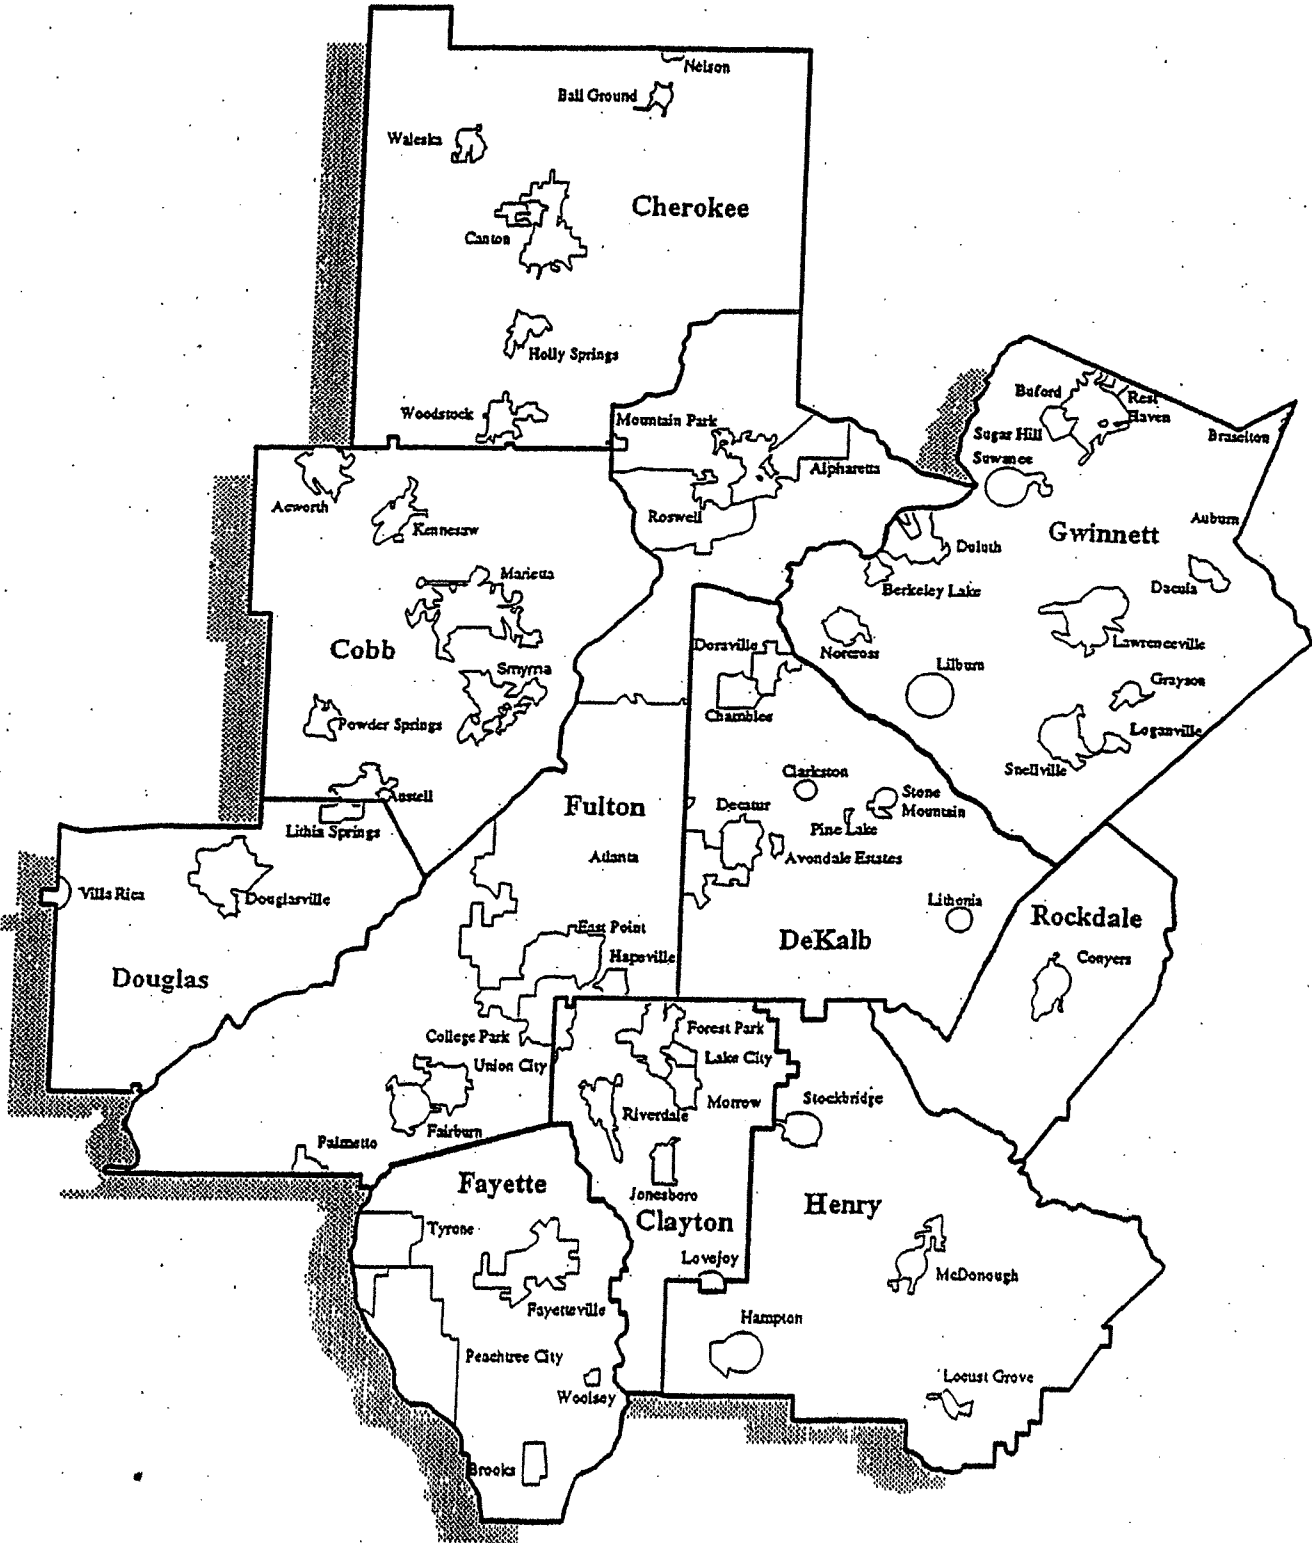 Nelson
Ball Ground
Waleska
Cherokee
Canton
Holly Springs
Woodstock
Mountain Park
Buford
Rest
Haven
Sugar Hill
Braselton
Suwanee
Alpharetta
Acworth
Roswell
Kennesaw
Auburn
Gwinnett
Duluth
Marietta
Berkeley Lake
Dacula
Cobb
Doraville
Norcross
Lawrenceville
Smyrna
Lilburn
Grayson
Powder Springs
Chamblee
Loganville
Snellville
Clarkston
Austell
Stone
Mountain
Fulton
Decatur
Lithia Springs
Pine Lake
Atlanta
Avondale Estates
Villa Rica
Douglasville
Lithonia
Rockdale
East Point
DeKalb
Hapeville
Conyers
Douglas
College Park
Forest Park
Lake City
Union City
Stockbridge
Morrow
Riverdale
Fairburn
Palmetto
Fayette
Jonesboro
Henry
Clayton
Tyrone
Lovejoy
McDonough
Fayetteville
Hampton
Peachtree City
Locust Grove
Woolsey
Brooks